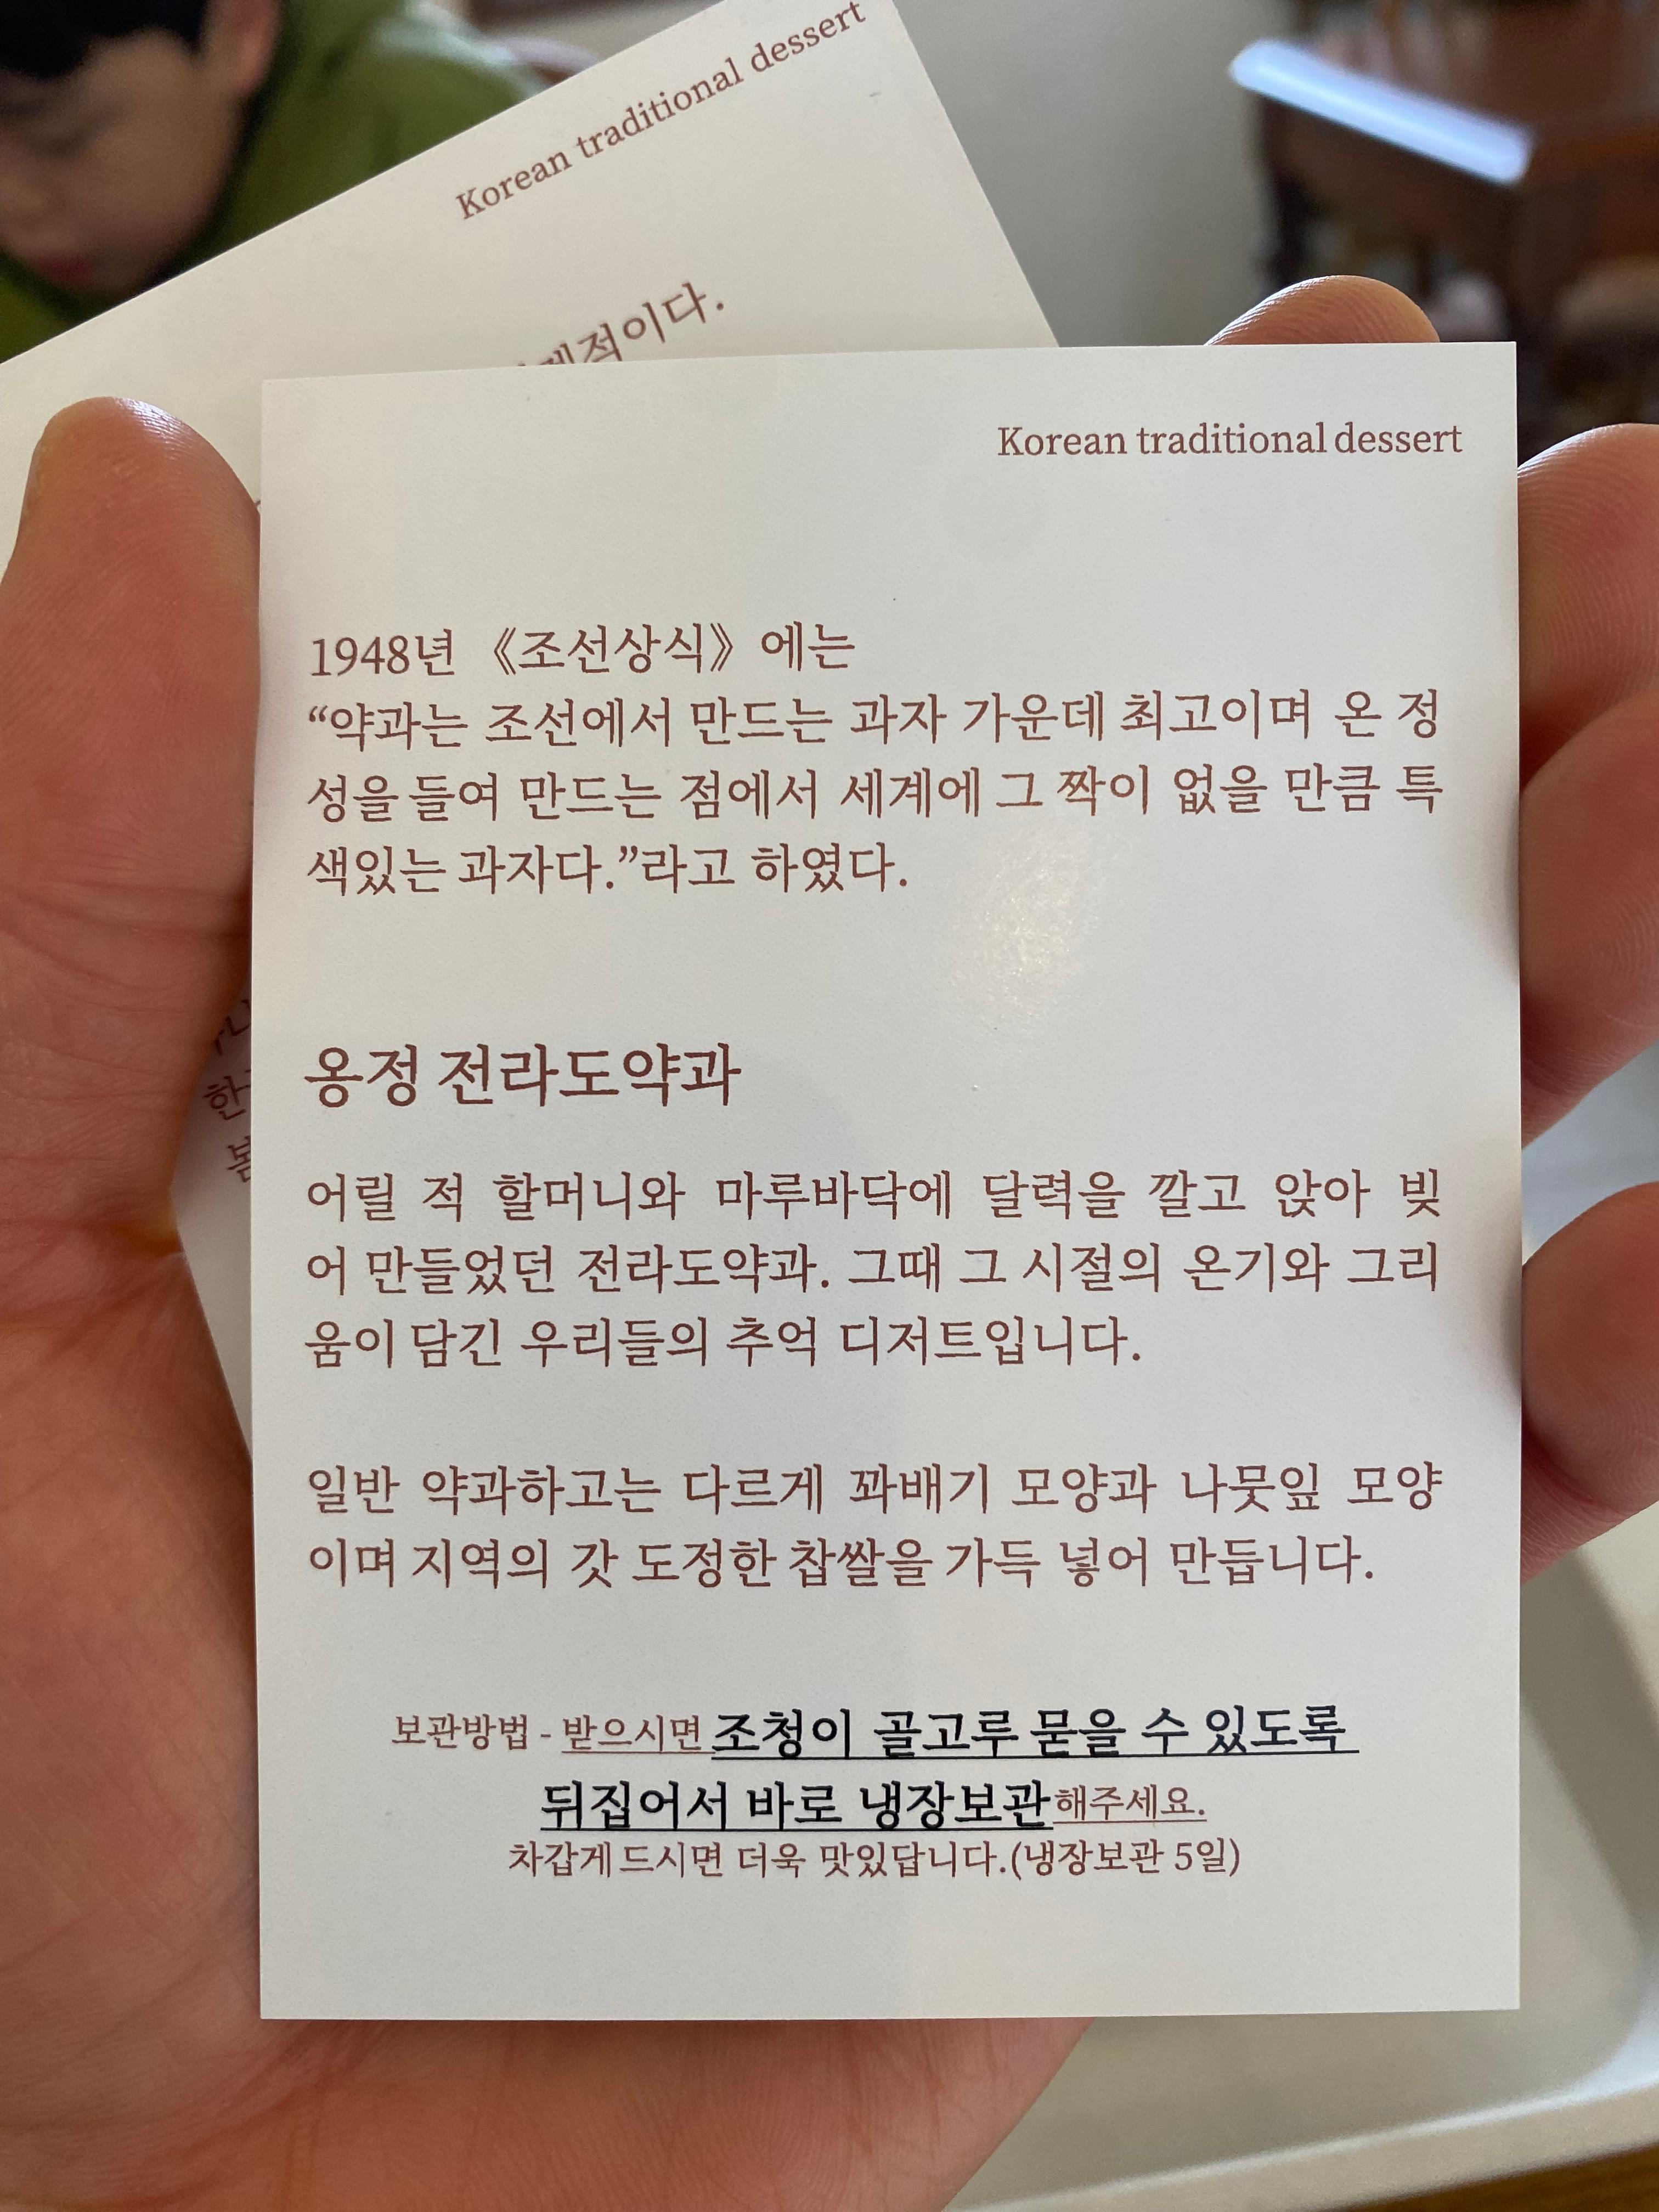 Korean traditional dessert
Korean traditional dessert
1948년 《조선상식》에는
“약과는 조선에서 만드는 과자 가운데 최고이며 온 정
성을 들여 만드는 점에서 세계에 그 짝이 없을 만큼 특
색있는 과자다.”라고 하였다.
옹정 전라도약과
어릴 적 할머니와 마루바닥에 달력을 깔고 앉아 빚
어 만들었던 전라도약과. 그때 그 시절의 온기와 그리
움이 담긴 우리들의 추억 디저트입니다.
일반 약과하고는 다르게 꽈배기 모양과 나뭇잎 모양
이며 지역의 갓 도정한 찹쌀을 가득 넣어 만듭니다.
보관방법 - 받으시면 조청이 골고루 묻을 수 있도록
뒤집어서 바로 냉장보관해주세요.
차갑게 드시면 더욱 맛있답니다.(냉장보관 5일)